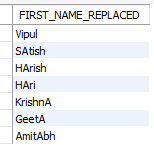 FIRST_NAME_REPLACED
Vipul
SAtish
HArish
HAri
KrishnA
GeetA
AmitAbh